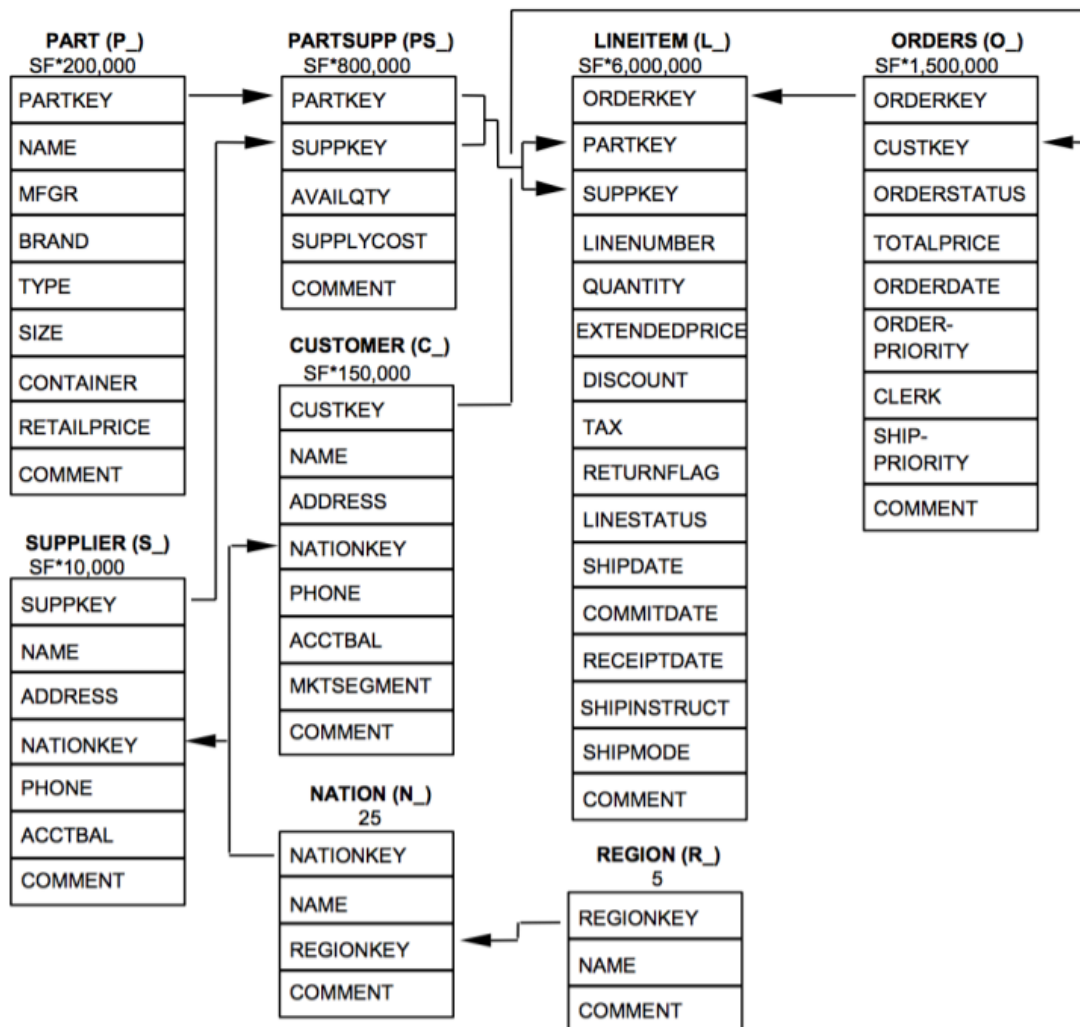 PART (P_)
SF*200,000
PARTKEY
NAME
MFGR
BRAND
TYPE
SIZE
CONTAINER
RETAILPRICE
COMMENT
SUPPLIER (S_)
SF*10,000
SUPPKEY
NAME
ADDRESS
NATIONKEY
PHONE
ACCTBAL
COMMENT
PARTSUPP (PS_)
SF*800,000
PARTKEY
SUPPKEY
AVAILQTY
SUPPLYCOST
COMMENT
CUSTOMER (C_)
SF*150,000
CUSTKEY
NAME
ADDRESS
NATIONKEY
PHONE
ACCTBAL
MKTSEGMENT
COMMENT
NATION (N_)
25
NATIONKEY
NAME
REGIONKEY
COMMENT
LINEITEM (L_)
SF*6,000,000
ORDERKEY
PARTKEY
SUPPKEY
LINENUMBER
QUANTITY
EXTENDEDPRICE
DISCOUNT
TAX
RETURNFLAG
LINESTATUS
SHIPDATE
COMMITDATE
RECEIPTDATE
SHIPINSTRUCT
SHIPMODE
COMMENT
REGION (R_)
5
REGIONKEY
NAME
COMMENT
ORDERS (O_)
SF*1,500,000
ORDERKEY
CUSTKEY
ORDERSTATUS
TOTALPRICE
ORDERDATE
ORDER-
PRIORITY
CLERK
SHIP-
PRIORITY
COMMENT